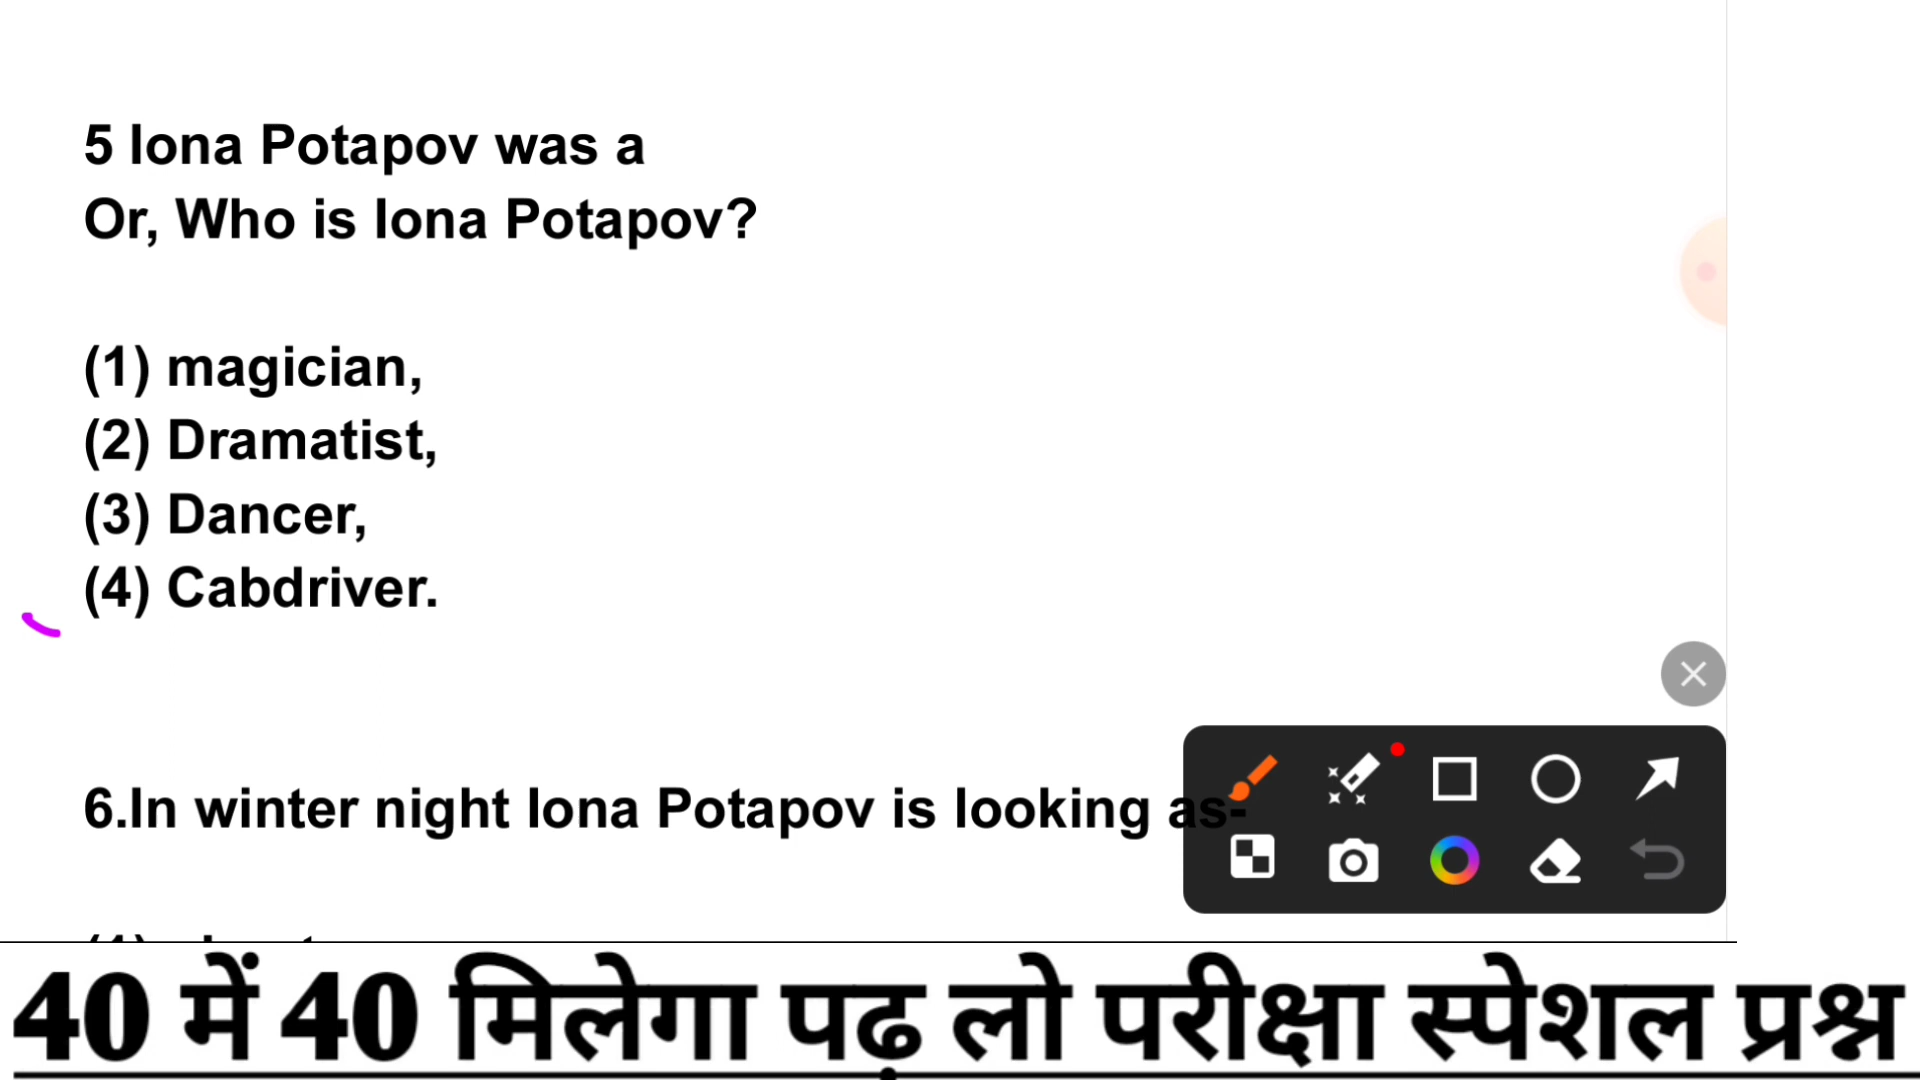 5 Iona Potapov was a
Or, Who is Iona Potapov?
(1) magician,
(2) Dramatist,
(3) Dancer,
(4) Cabdriver.
6.In winter night Iona Potapov is looking as-
40 में 40 मिलेगा पढ़ लो परीक्षा स्पेशल प्रश्न